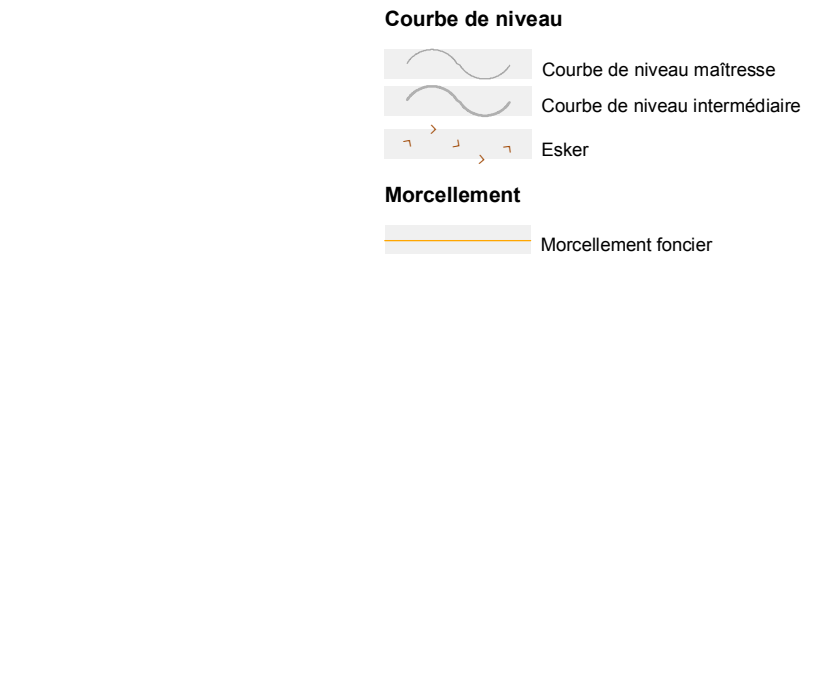 Courbe de niveau
Courbe de niveau maîtresse
Courbe de niveau intermédiaire
Esker
Morcellement
Morcellement foncier